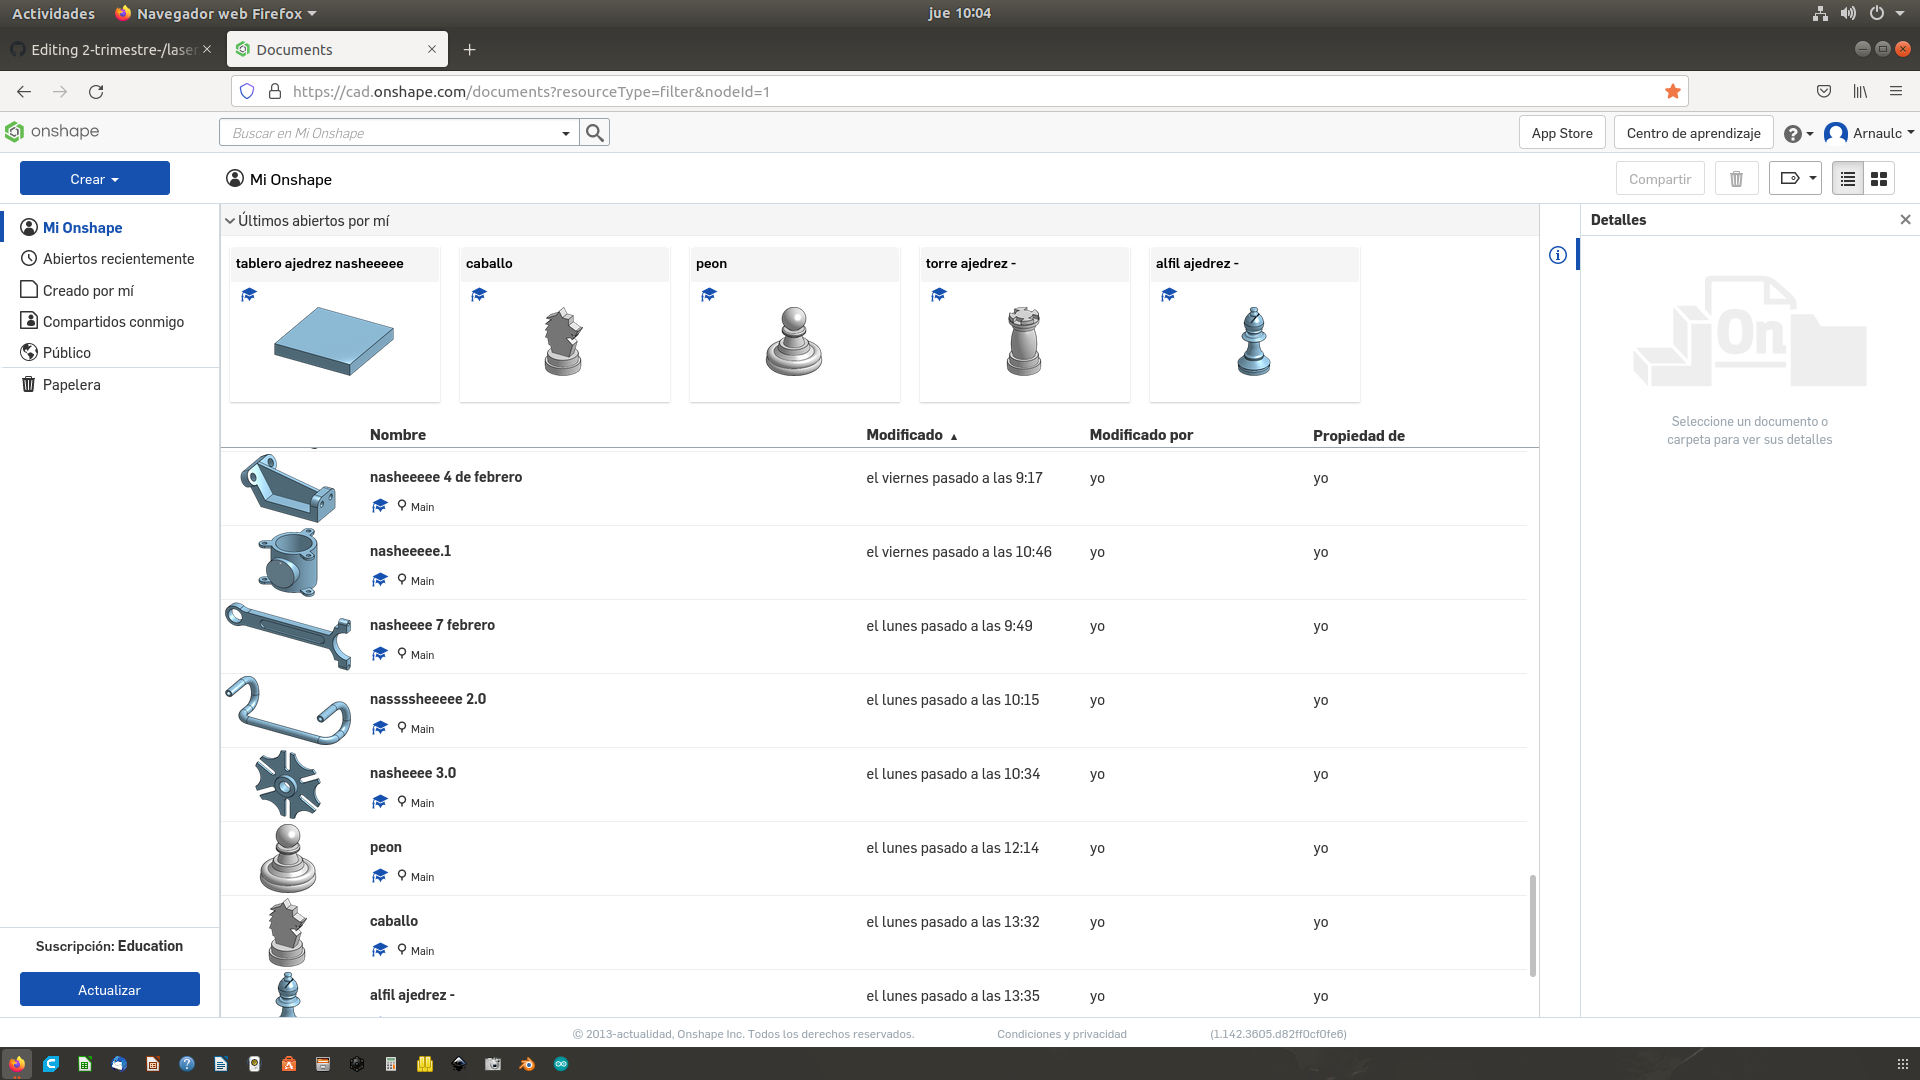 Actividades
Navegador web Firefox
jue 10:04
Editing 2-trimestre-/laser
Documents
https://cad.onshape.com/documents?resourceType=filter&nodeId=1
onshape
Buscar en Mi Onshape
App Store
Centro de aprendizaje
Arnaulc
Crear
Mi Onshape
Compartir
Mi Onshape
Abiertos recientemente
Creado por mí
Compartidos conmigo
Público
Papelera
Últimos abiertos por mí
tablero ajedrez nasheeeee
caballo
peon
torre ajedrez -
alfil ajedrez -
Nombre Modificado ▲ Modificado por Propiedad de
nasheeeee 4 de febrero el viernes pasado a las 9:17 yo yo
Main
nasheeeee.1 el viernes pasado a las 10:46 yo yo
Main
nasheeee 7 febrero el lunes pasado a las 9:49 yo yo
Main
nassssheeeee 2.0 el lunes pasado a las 10:15 yo yo
Main
nasheeee 3.0 el lunes pasado a las 10:34 yo yo
Main
peon el lunes pasado a las 12:14 yo yo
Main
caballo el lunes pasado a las 13:32 yo yo
Main
alfil ajedrez - el lunes pasado a las 13:35 yo yo
Detalles
On
Seleccione un documento o
carpeta para ver sus detalles
Suscripción: Education
Actualizar
© 2013-actualidad, Onshape Inc. Todos los derechos reservados.
Condiciones y privacidad
(1.142.3605.d82ff0cf0fe6)